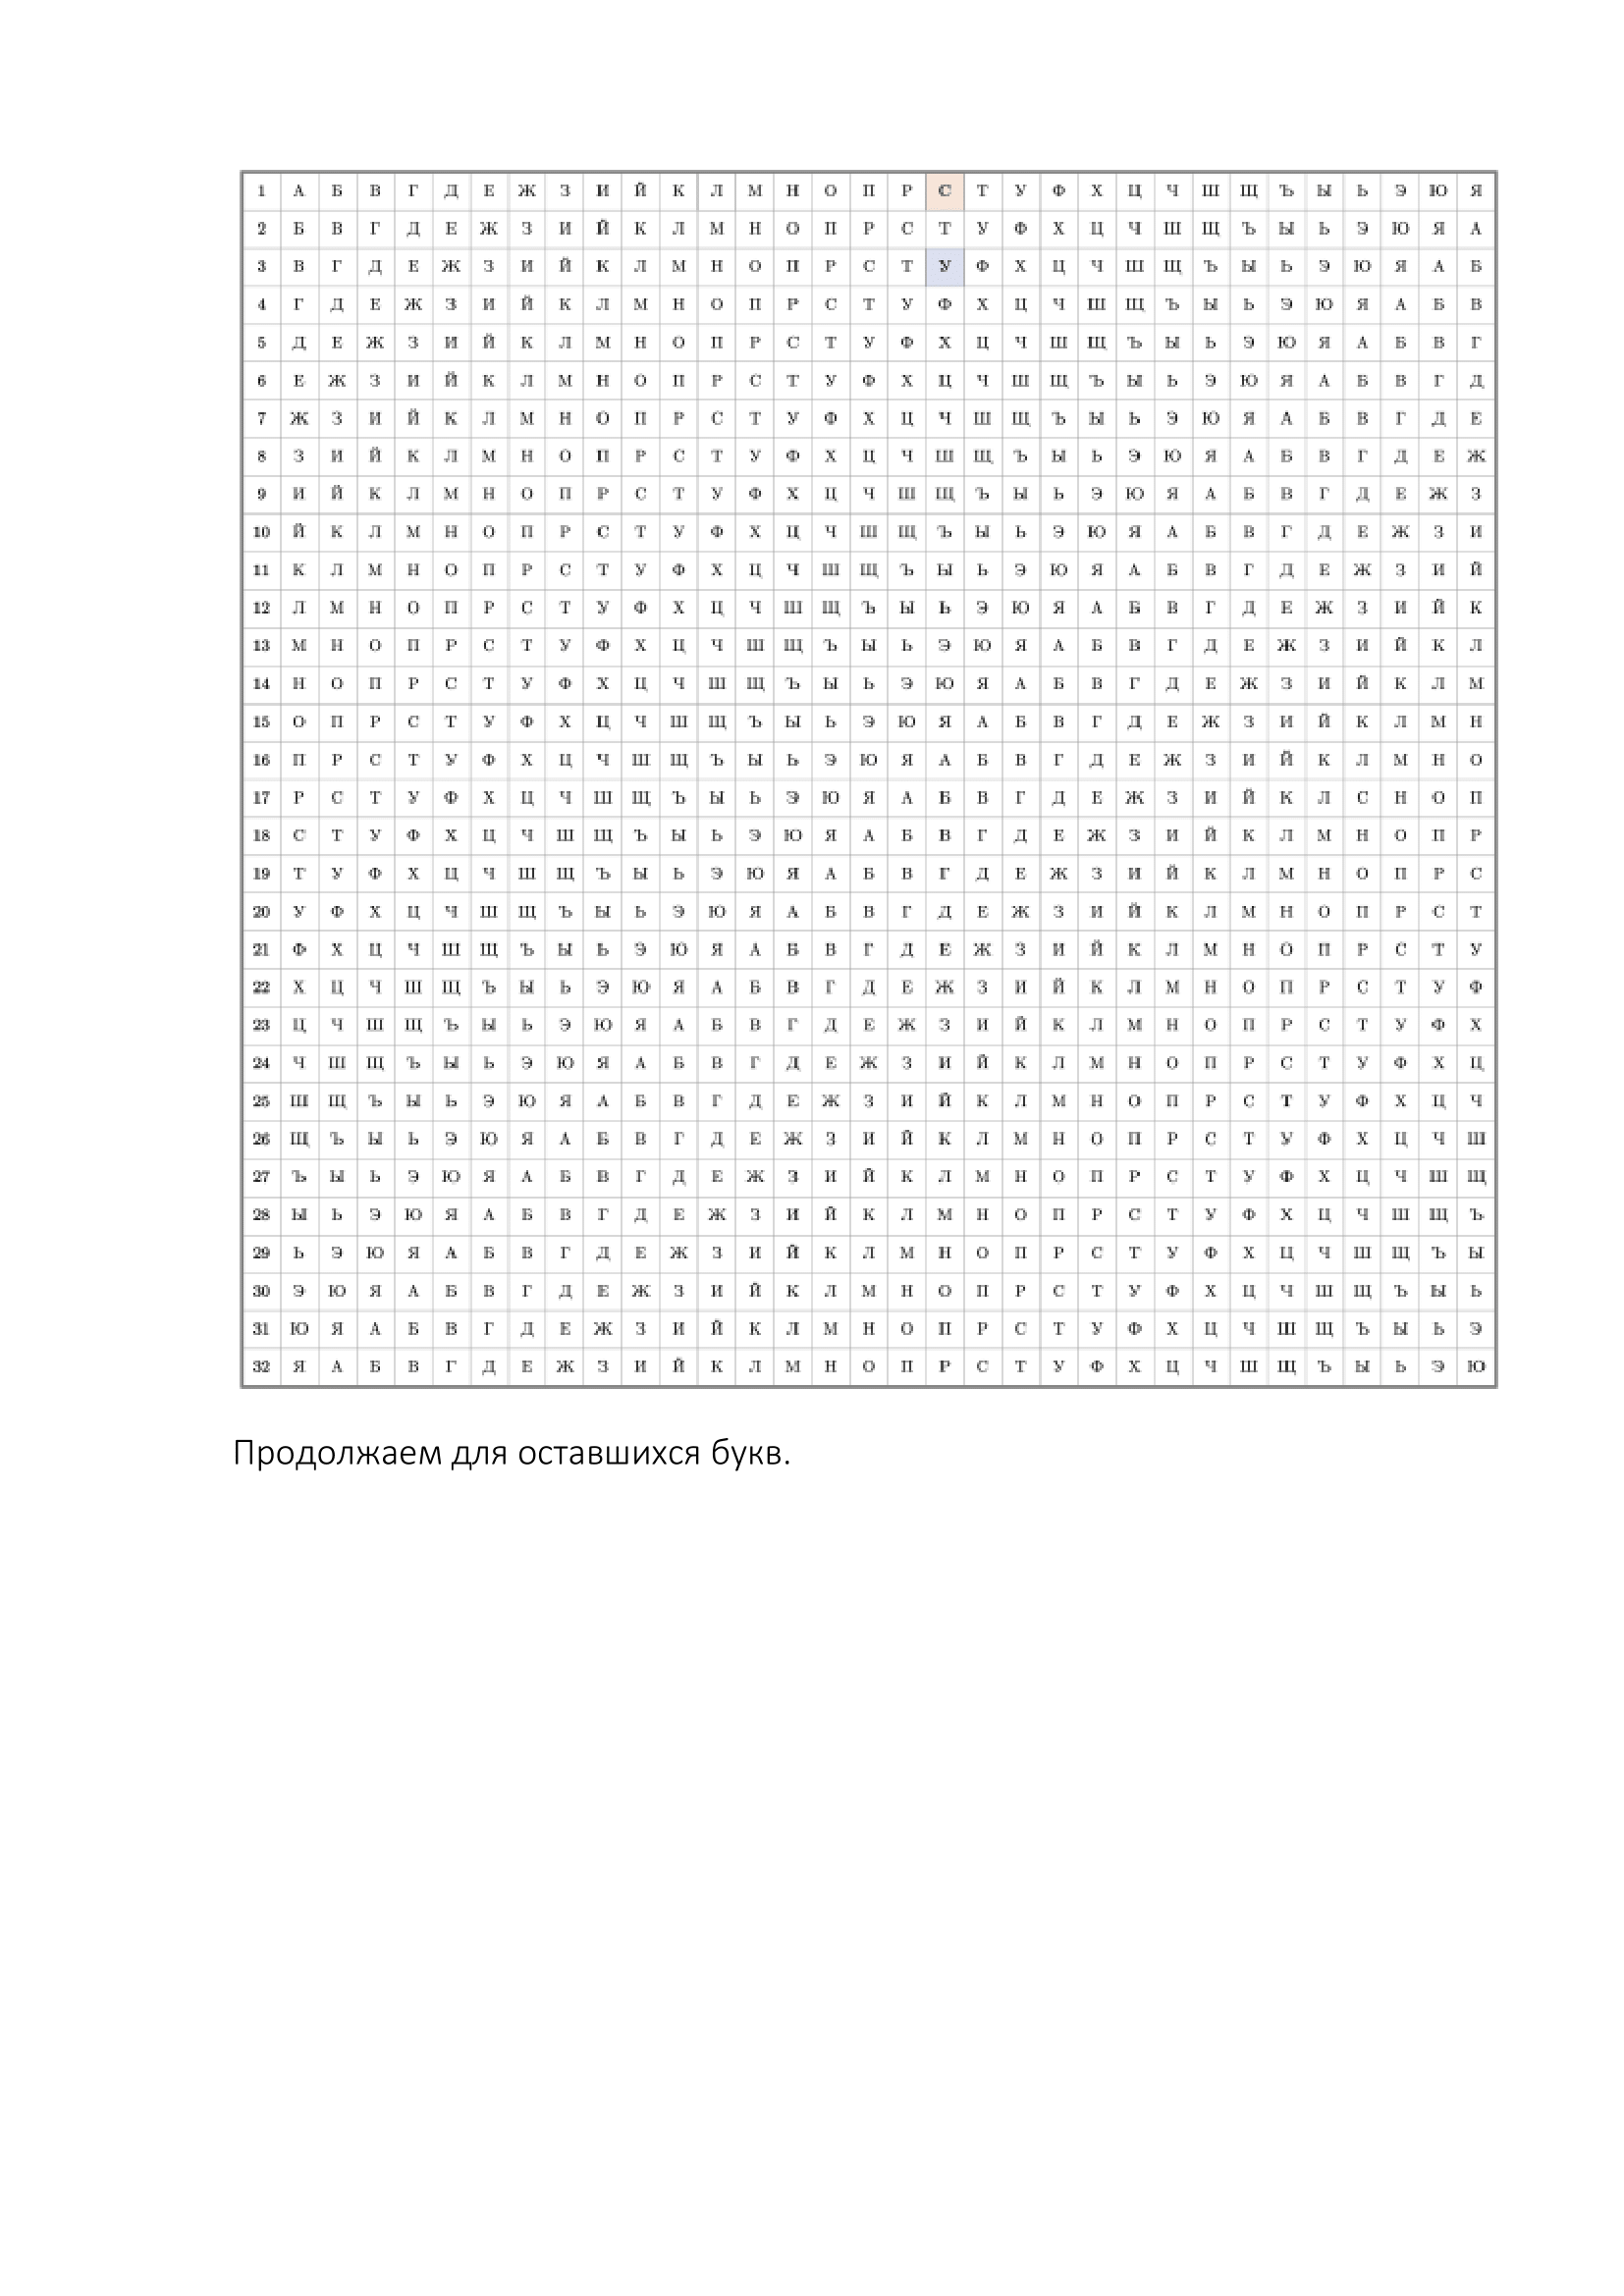 1 А Б В Г Д Е Ж З И Й К Л М Н О П Р С Т У Ф Х Ц Ч Ш Щ Ъ Ы Ь Э Ю Я
2 Б В Г Д Е Ж З И Й К Л М Н О П Р С Т У Ф Х Ц Ч Ш Щ Ъ Ы Ь Э Ю Я А
3 В Г Д Е Ж З И Й К Л М Н О П Р С Т У Ф Х Ц Ч Ш Щ Ъ Ы Ь Э Ю Я А Б
4 Г Д Е Ж З И Й К Л М Н О П Р С Т У Ф Х Ц Ч Ш Щ Ъ Ы Ь Э Ю Я А Б В
5 Д Е Ж З И Й К Л М Н О П Р С Т У Ф Х Ц Ч Ш Щ Ъ Ы Ь Э Ю Я А Б В Г
6 Е Ж З И Й К Л М Н О П Р С Т У Ф Х Ц Ч Ш Щ Ъ Ы Ь Э Ю Я А Б В Г Д
7 Ж З И Й К Л М Н О П Р С Т У Ф Х Ц Ч Ш Щ Ъ Ы Ь Э Ю Я А Б В Г Д Е
8 З И Й К Л М Н О П Р С Т У Ф Х Ц Ч Ш Щ Ъ Ы Ь Э Ю Я А Б В Г Д Е Ж
9 И Й К Л М Н О П Р С Т У Ф Х Ц Ч Ш Щ Ъ Ы Ь Э Ю Я А Б В Г Д Е Ж З
10 Й К Л М Н О П Р С Т У Ф Х Ц Ч Ш Щ Ъ Ы Ь Э Ю Я А Б В Г Д Е Ж З И
11 К Л М Н О П Р С Т У Ф Х Ц Ч Ш Щ Ъ Ы Ь Э Ю Я А Б В Г Д Е Ж З И Й
12 Л М Н О П Р С Т У Ф Х Ц Ч Ш Щ Ъ Ы Ь Э Ю Я А Б В Г Д Е Ж З И Й К
13 М Н О П Р С Т У Ф Х Ц Ч Ш Щ Ъ Ы Ь Э Ю Я А Б В Г Д Е Ж З И Й К Л
14 Н О П Р С Т У Ф Х Ц Ч Ш Щ Ъ Ы Ь Э Ю Я А Б В Г Д Е Ж З И Й К Л М
15 О П Р С Т У Ф Х Ц Ч Ш Щ Ъ Ы Ь Э Ю Я А Б В Г Д Е Ж З И Й К Л М Н
16 П Р С Т У Ф Х Ц Ч Ш Щ Ъ Ы Ь Э Ю Я А Б В Г Д Е Ж З И Й К Л М Н О
17 Р С Т У Ф Х Ц Ч Ш Щ Ъ Ы Ь Э Ю Я А Б В Г Д Е Ж З И Й К Л С Н О П
18 С Т У Ф Х Ц Ч Ш Щ Ъ Ы Ь Э Ю Я А Б В Г Д Е Ж З И Й К Л М Н О П Р
19 Т У Ф Х Ц Ч Ш Щ Ъ Ы Ь Э Ю Я А Б В Г Д Е Ж З И Й К Л М Н О П Р С
20 У Ф Х Ц Ч Ш Щ Ъ Ы Ь Э Ю Я А Б В Г Д Е Ж З И Й К Л М Н О П Р С Т
21 Ф Х Ц Ч Ш Щ Ъ Ы Ь Э Ю Я А Б В Г Д Е Ж З И Й К Л М Н О П Р С Т У
22 Х Ц Ч Ш Щ Ъ Ы Ь Э Ю Я А Б В Г Д Е Ж З И Й К Л М Н О П Р С Т У Ф
23 Ц Ч Ш Щ Ъ Ы Ь Э Ю Я А Б В Г Д Е Ж З И Й К Л М Н О П Р С Т У Ф Х
24 Ч Ш Щ Ъ Ы Ь Э Ю Я А Б В Г Д Е Ж З И Й К Л М Н О П Р С Т У Ф Х Ц
25 Ш Щ Ъ Ы Ь Э Ю Я А Б В Г Д Е Ж З И Й К Л М Н О П Р С Т У Ф Х Ц Ч
26 Щ Ъ Ы Ь Э Ю Я А Б В Г Д Е Ж З И Й К Л М Н О П Р С Т У Ф Х Ц Ч Ш
27 Ъ Ы Ь Э Ю Я А Б В Г Д Е Ж З И Й К Л М Н О П Р С Т У Ф Х Ц Ч Ш Щ
28 Ы Ь Э Ю Я А Б В Г Д Е Ж З И Й К Л М Н О П Р С Т У Ф Х Ц Ч Ш Щ Ъ
29 Ь Э Ю Я А Б В Г Д Е Ж З И Й К Л М Н О П Р С Т У Ф Х Ц Ч Ш Щ Ъ Ы
30 Э Ю Я А Б В Г Д Е Ж З И Й К Л М Н О П Р С Т У Ф Х Ц Ч Ш Щ Ъ Ы Ь
31 Ю Я А Б В Г Д Е Ж З И Й К Л М Н О П Р С Т У Ф Х Ц Ч Ш Щ Ъ Ы Ь Э
32 Я А Б В Г Д Е Ж З И Й К Л М Н О П Р С Т У Ф Х Ц Ч Ш Щ Ъ Ы Ь Э Ю
Продолжаем для оставшихся букв.